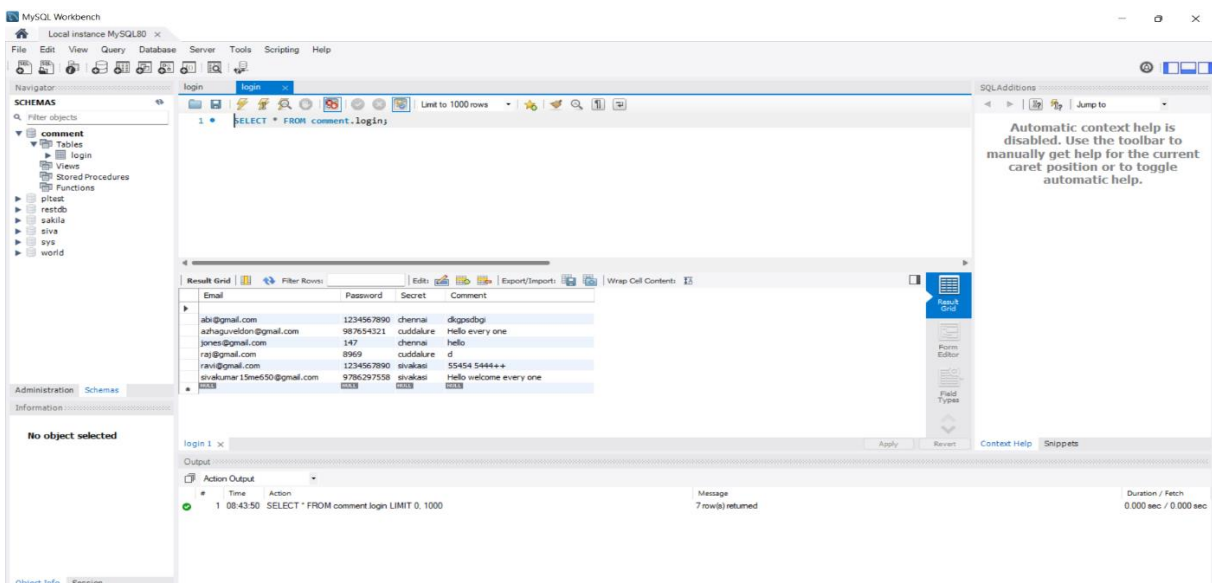 MySQL Workbench
Local instance MySQL80
File Edit View Query Database Server Tools Scripting Help
Navigator
SCHEMAS
Filter objects
comment
Tables
login
Views
Stored Procedures
Functions
pltest
restdb
sakila
siva
sys
world
Administration Schemas
Information
No object selected
Object Info Session
login login
Limit to 1000 rows
1 SELECT * FROM comment.login;
Result Grid Filter Rows: Edit: Export/Import: Wrap Cell Content:
Email Password Secret Comment
abi@gmail.com 1234567890 chennai dkgpsdbgi
azhaguveldon@gmail.com 987654321 cuddalure Hello every one
jones@gmail.com 147 chennai hello
raj@gmail.com 8969 cuddalure d
ravi@gmail.com 1234567890 sivakasi 55454 5444++
sivakumar15me650@gmail.com 9786297558 sivakasi Hello welcome every one
NULL NULL NULL NULL
Result
Grid
Form
Editor
Field
Types
login 1 Apply Revert
Output
Action Output
# Time Action Message Duration / Fetch
1 08:43:50 SELECT * FROM comment.login LIMIT 0, 1000 7 row(s) returned 0.000 sec / 0.000 sec
SQLAdditions
Jump to
Automatic context help is
disabled. Use the toolbar to
manually get help for the current
caret position or to toggle
automatic help.
Context Help Snippets